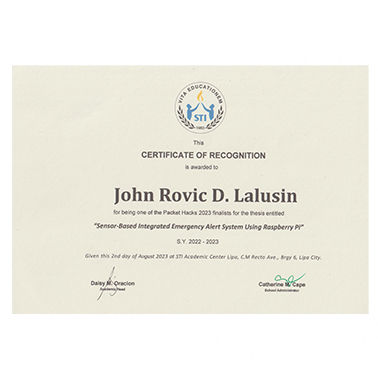 VITA EDUCATIONEM
STI
1983
This
CERTIFICATE OF RECOGNITION
is awarded to
John Rovic D. Lalusin
for being one of the Packet Hacks 2023 finalists for the thesis entitled
"Sensor-Based Integrated Emergency Alert System Using Raspberry Pi"
S.Y. 2022 - 2023
Given this 2nd day of August 2023 at STI Academic Center Lipa, C.M Recto Ave., Brgy 6, Lipa City.
Daisy M. Oracion
Academic Head
Catherine M. Cape
School Administrator